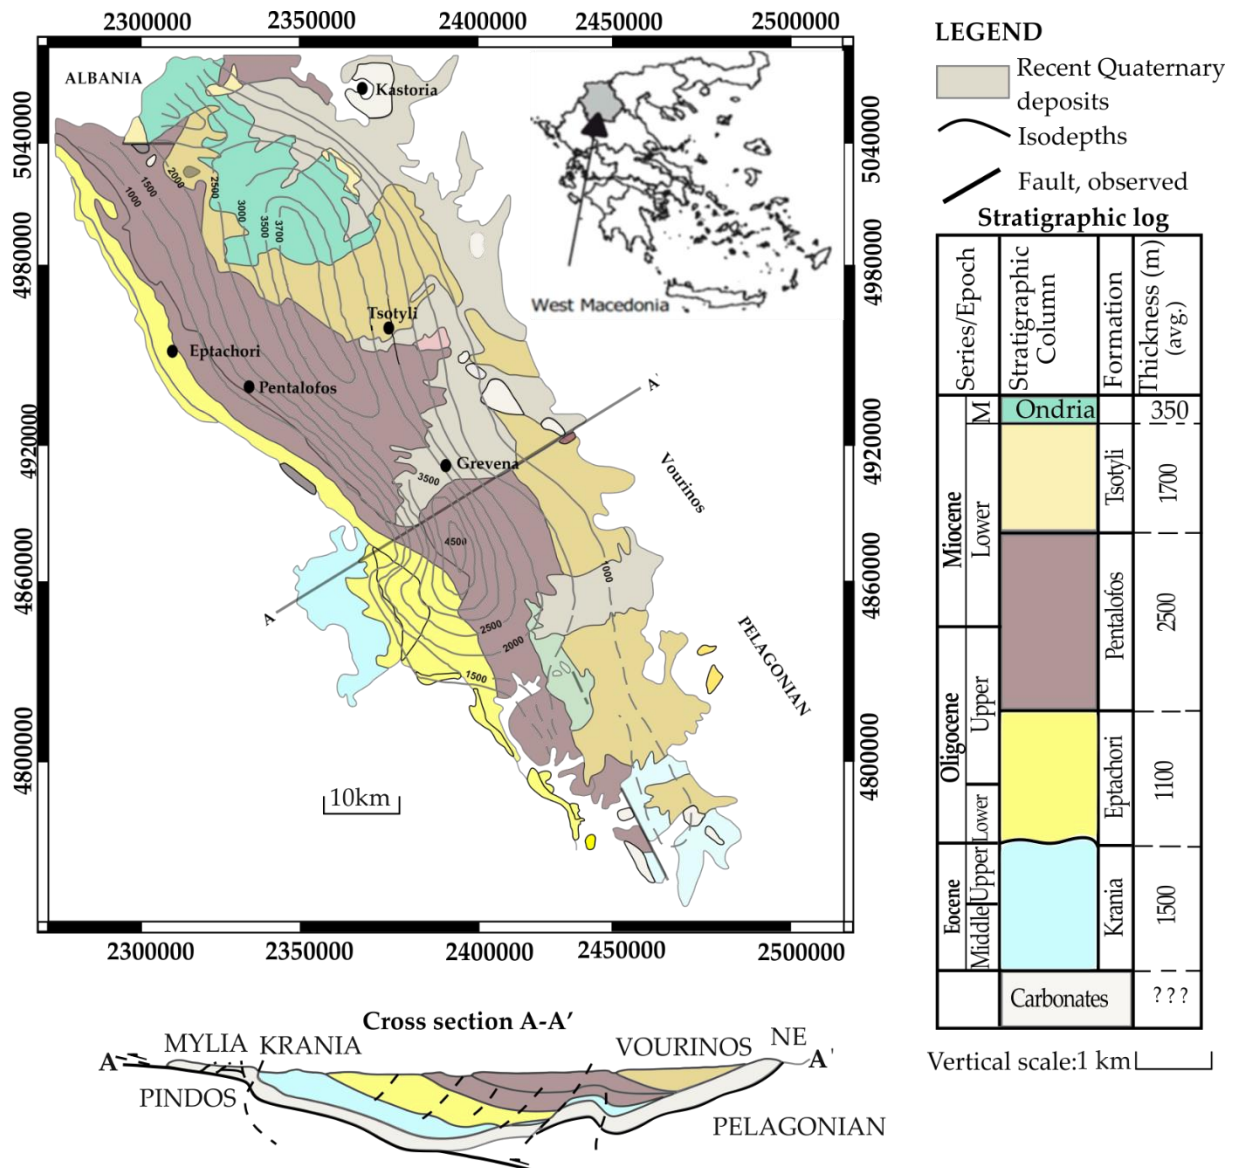 2300000 2350000 2400000 2450000 2500000
ALBANIA
Kastoria
5040000
5040000
1000
1500
2000
2500
3000
3500
3700
4980000
4980000
West Macedonia
Tsotyli
Eptachori
Pentalofos
A'
4920000
4920000
Grevena
3500
Vourinos
4500
1000
4860000
4860000
A
2500
2000
1500
PELAGONIAN
4800000
4800000
10km
2300000 2350000 2400000 2450000 2500000
LEGEND
Recent Quaternary
deposits
Isodepths
Fault, observed
Stratigraphic log
Series/Epoch
Stratigraphic
Column
Formation
Thickness (m)
(avg.)
M
Ondria
350
Miocene
Lower
Tsotyli
1700
Pentalofos
2500
Oligocene
Upper
Eptachori
1100
Lower
Eocene
Upper
Middle
Krania
1500
Carbonates
???
Vertical scale:1 km
Cross section A-A'
MYLIA KRANIA VOURINOS NE
A A'
PINDOS
PELAGONIAN